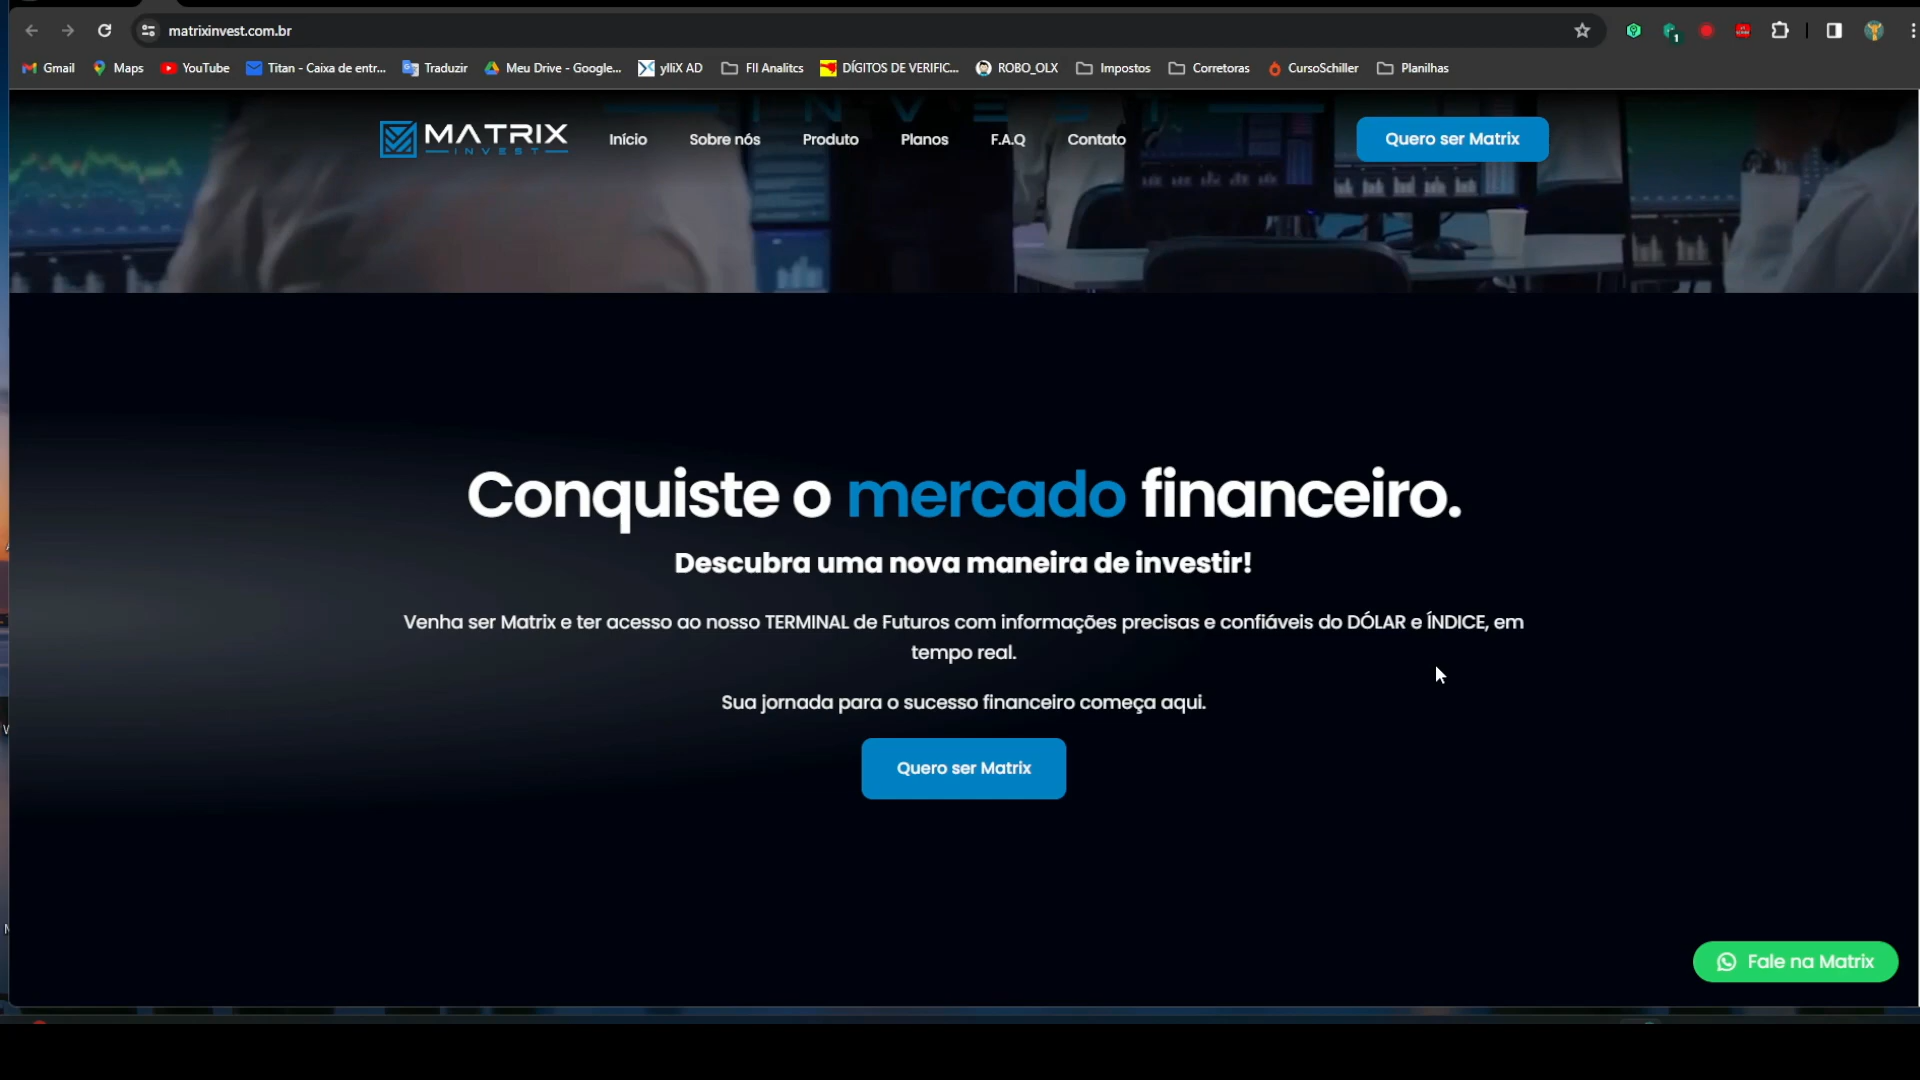 matrixinvest.com.br
Gmail Maps YouTube Titan - Caixa de entr... Traduzir Meu Drive - Google... ylliX AD FII Analitcs DÍGITOS DE VERIFIC... ROBO_OLX Impostos Corretoras CursoSchiller Planilhas
INVEST
MATRIX
INVEST
Início Sobre nós Produto Planos F.A.Q Contato Quero ser Matrix
Conquiste o mercado financeiro.
Descubra uma nova maneira de investir!
Venha ser Matrix e ter acesso ao nosso TERMINAL de Futuros com informações precisas e confiáveis do DÓLAR e ÍNDICE, em
tempo real.
Sua jornada para o sucesso financeiro começa aqui.
Quero ser Matrix
Fale na Matrix